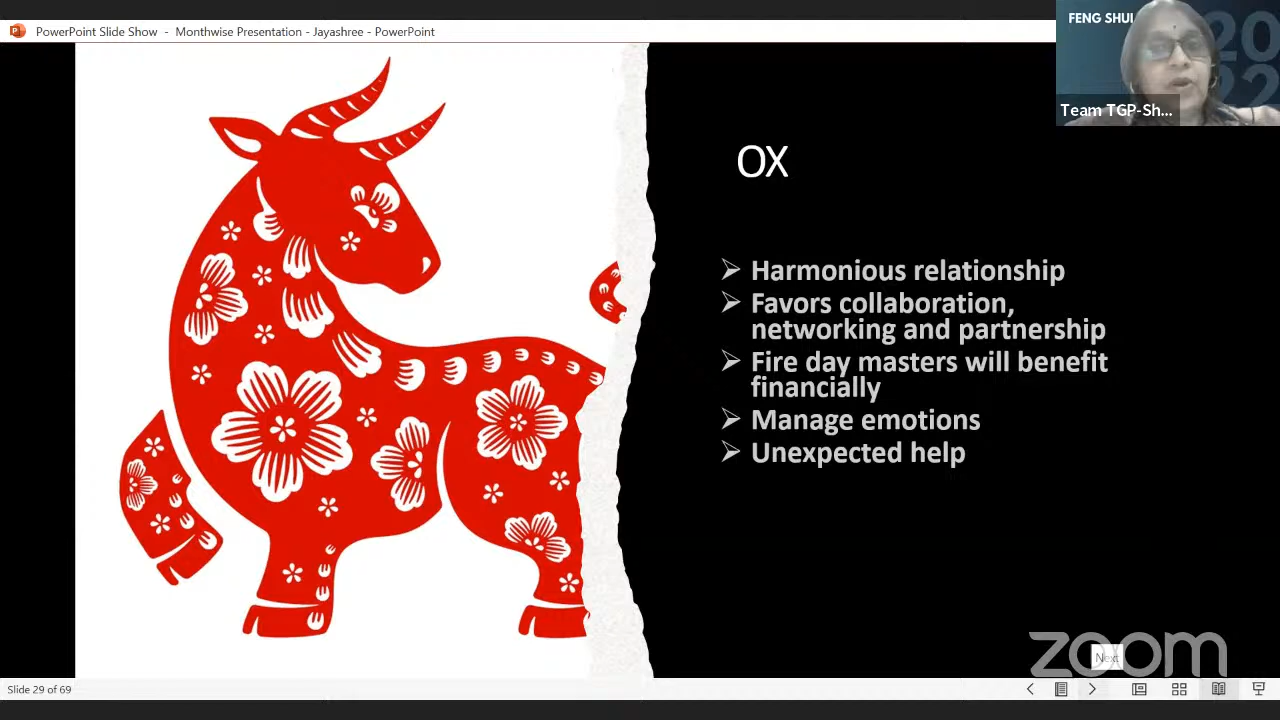 PowerPoint Slide Show - Monthwise Presentation - Jayashree - PowerPoint
FENG SHUI
2022
Team TGP-Sh...
OX
Harmonious relationship
Favors collaboration,
networking and partnership
Fire day masters will benefit
financially
Manage emotions
Unexpected help
zoom
Next
Slide 29 of 69